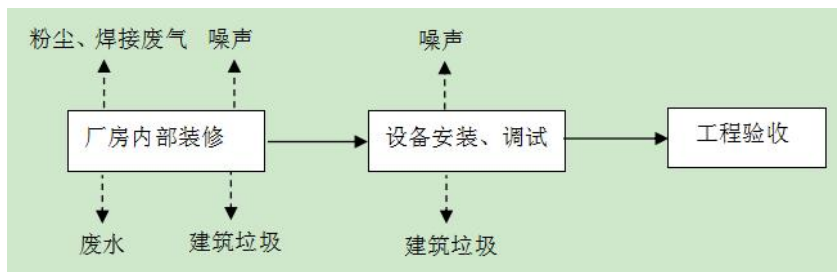 粉尘、焊接废气 噪声 噪声
厂房内部装修 设备安装、调试 工程验收
废水 建筑垃圾 建筑垃圾